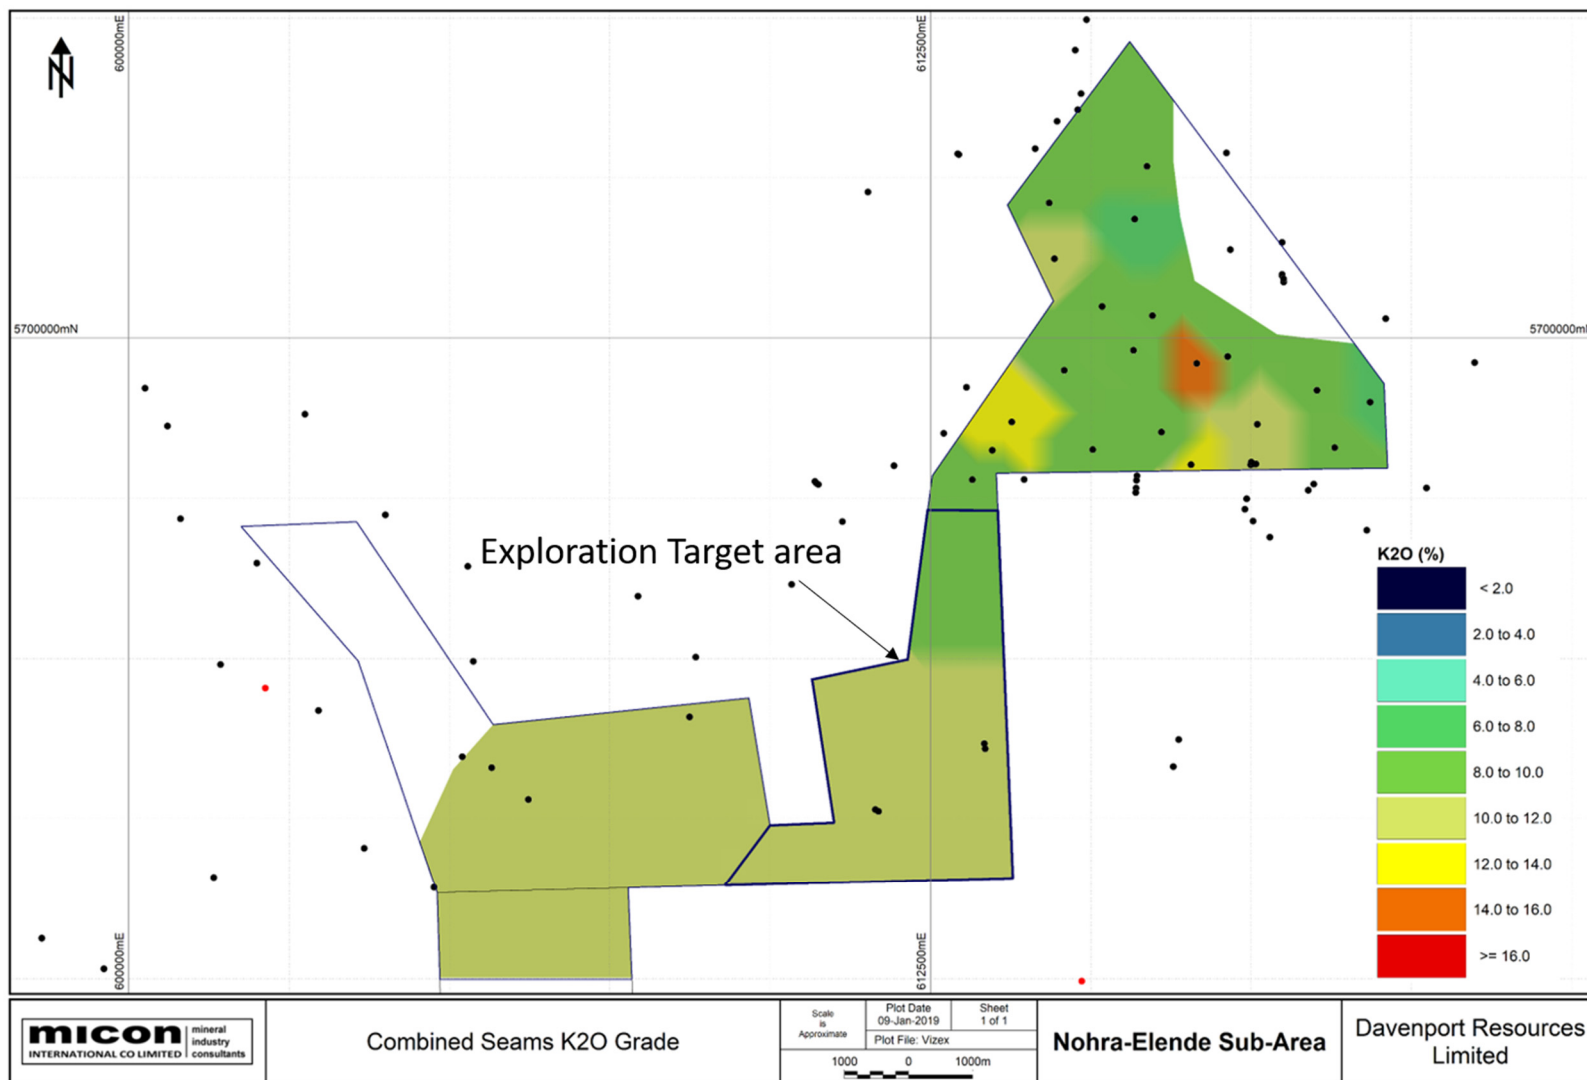 N
600000mE
612500mE
5700000mN
5700000m
Exploration Target area
K2O (%)
< 2.0
2.0 to 4.0
4.0 to 6.0
6.0 to 8.0
8.0 to 10.0
10.0 to 12.0
12.0 to 14.0
14.0 to 16.0
>= 16.0
600000mE
612500mE
micon
INTERNATIONAL CO LIMITED
mineral
industry
consultants
Combined Seams K2O Grade
Scale
is
Approximate
Plot Date
09-Jan-2019
Sheet
1 of 1
Plot File: Vizex
1000 0 1000m
Nohra-Elende Sub-Area
Davenport Resources
Limited